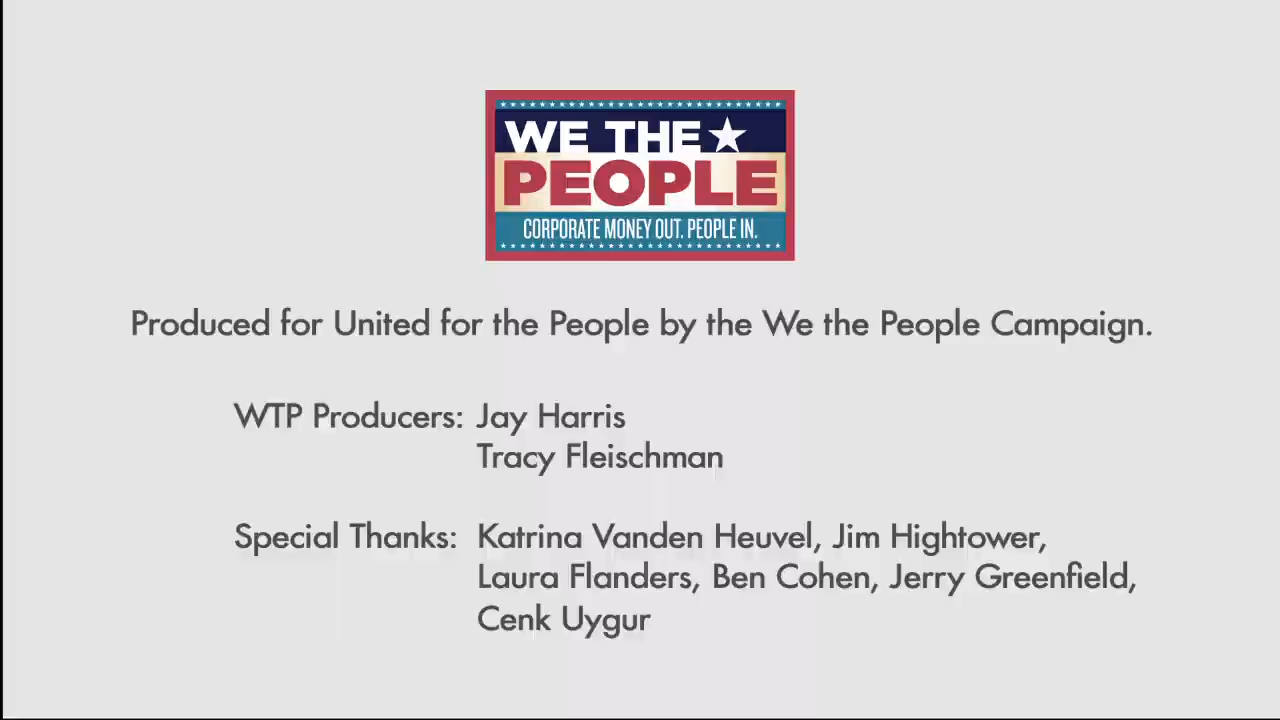 WE THE
PEOPLE
CORPORATE MONEY OUT. PEOPLE IN.
Produced for United for the People by the We the People Campaign.
WTP Producers: Jay Harris
Tracy Fleischman
Special Thanks: Katrina Vanden Heuvel, Jim Hightower,
Laura Flanders, Ben Cohen, Jerry Greenfield,
Cenk Uygur